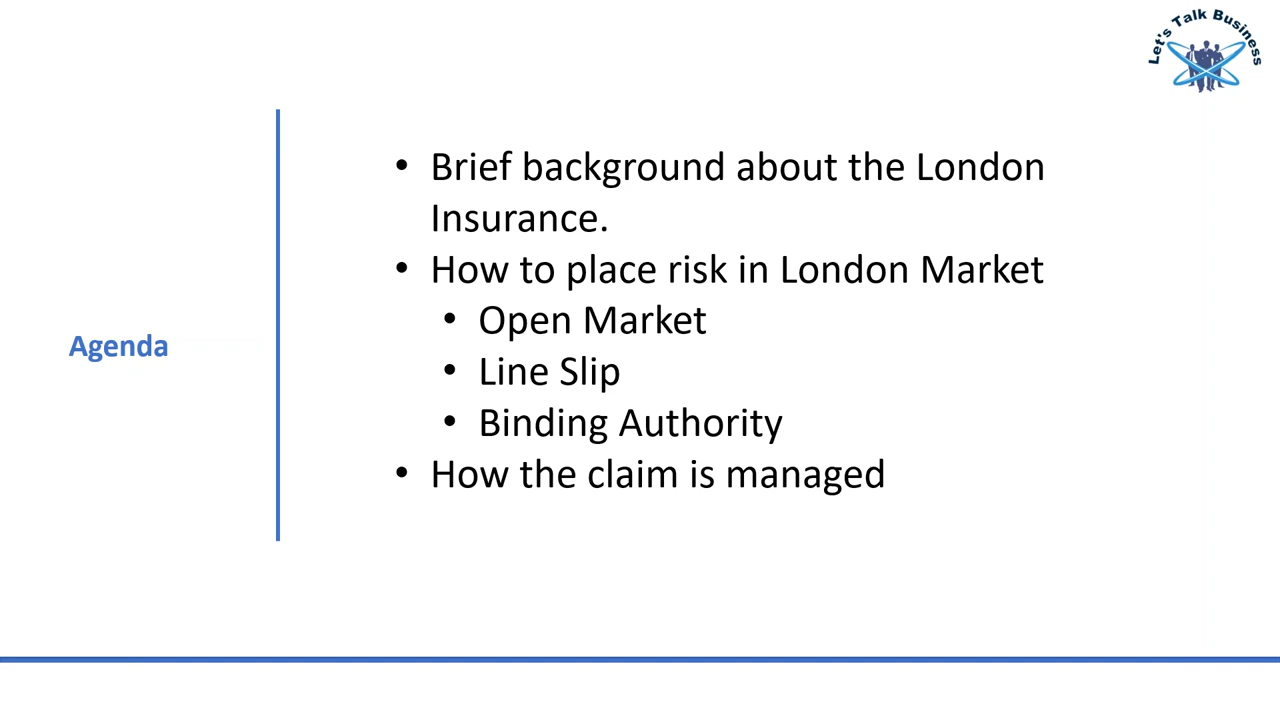 Let's Talk Business
• Brief background about the London
Insurance.
• How to place risk in London Market
• Open Market
• Line Slip
• Binding Authority
• How the claim is managed
Agenda